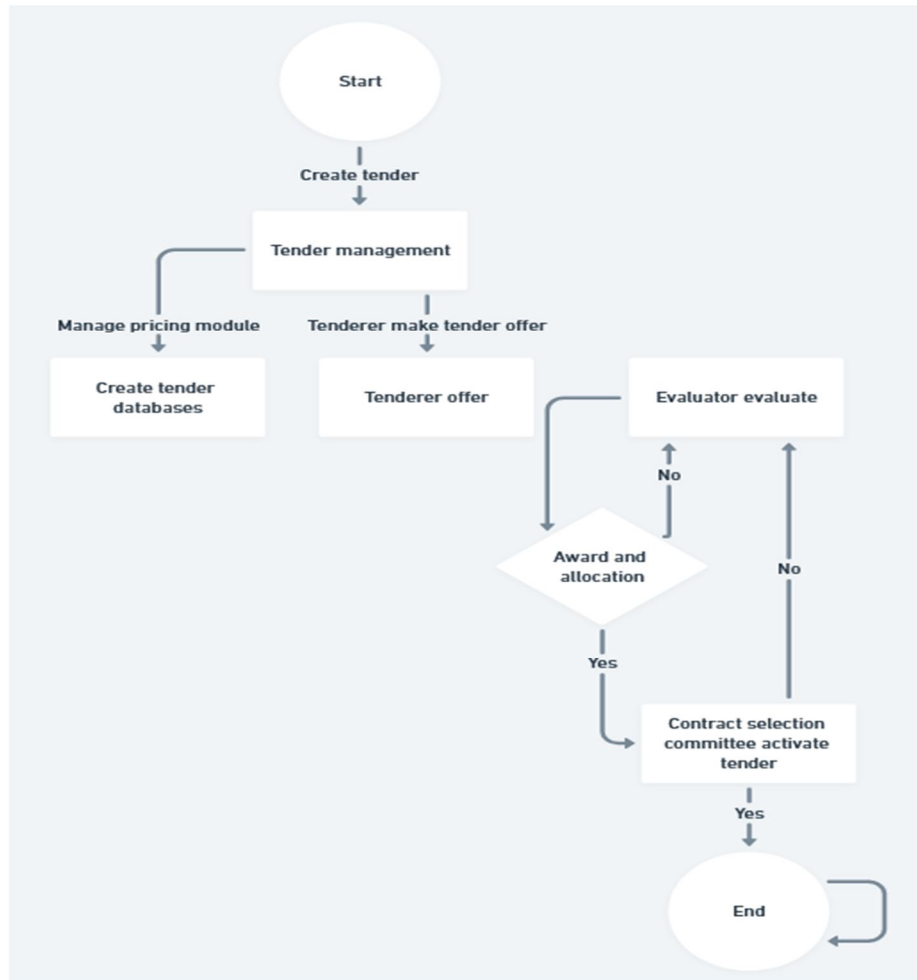 Start
Create tender
Tender management
Manage pricing module
Tenderer make tender offer
Create tender
databases
Tenderer offer
Evaluator evaluate
No
Award and
allocation
No
Yes
Contract selection
committee activate
tender
Yes
End